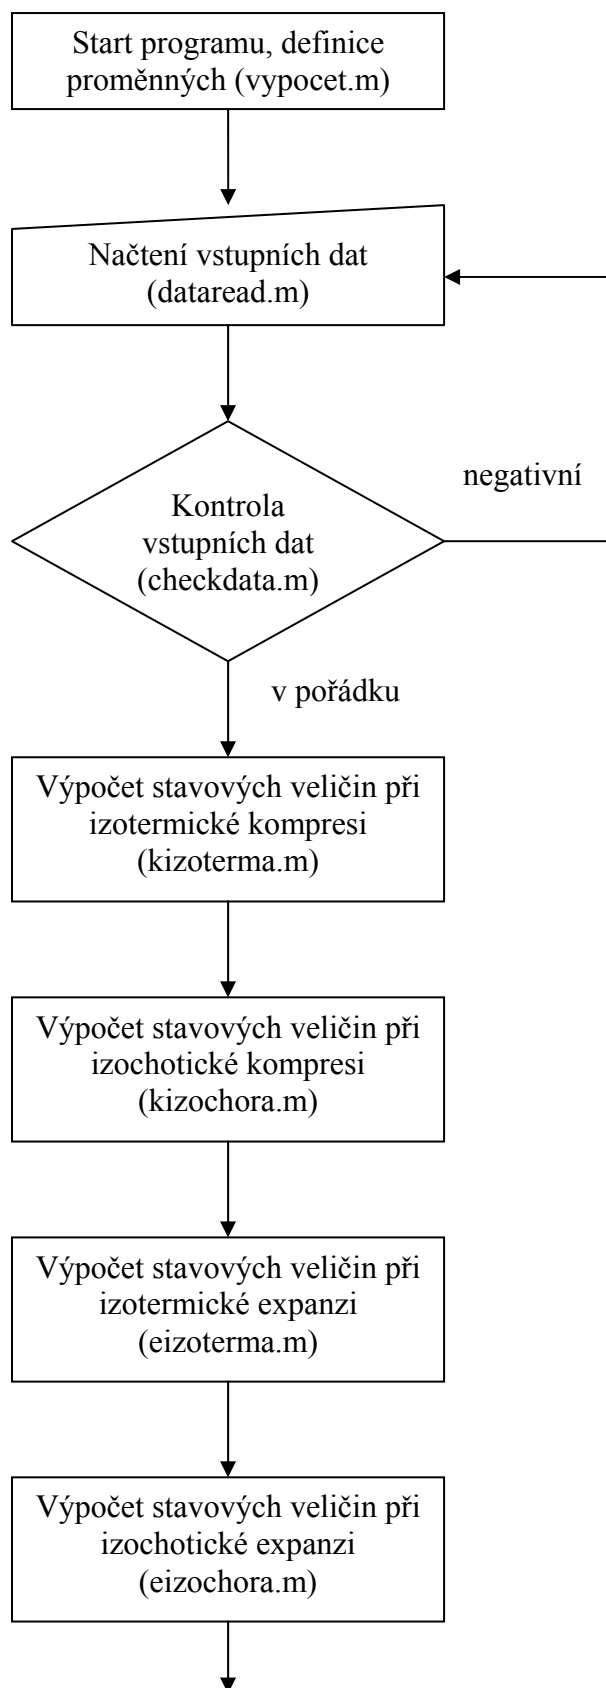 Start programu, definice
proměnných (vypocet.m)
Načtení vstupních dat
(dataread.m)
negativní
Kontrola
vstupních dat
(checkdata.m)
v pořádku
Výpočet stavových veličin při
izotermické kompresi
(kizoterma.m)
Výpočet stavových veličin při
izochotické kompresi
(kizochora.m)
Výpočet stavových veličin při
izotermické expanzi
(eizoterma.m)
Výpočet stavových veličin při
izochotické expanzi
(eizochora.m)